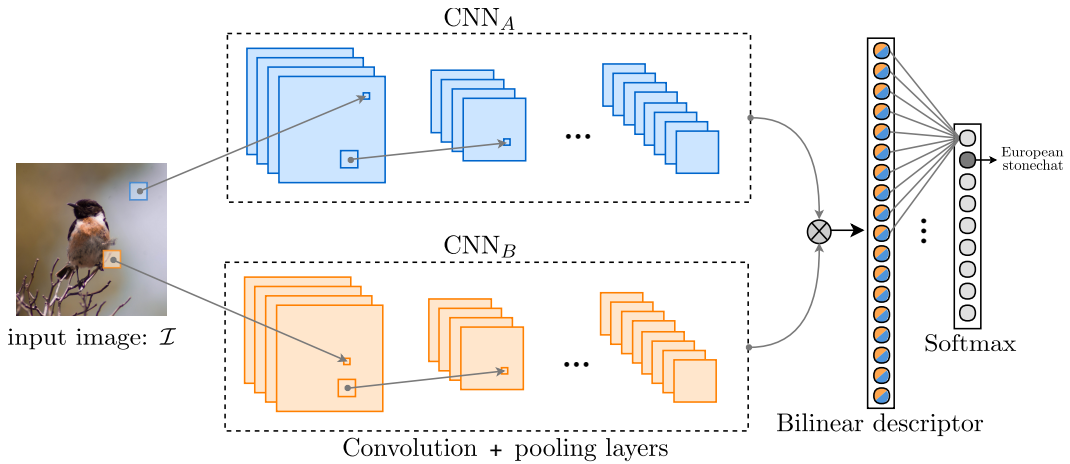 CNN_A
European
stonechat
CNN_B
input image: ℐ
Softmax
Bilinear descriptor
Convolution + pooling layers